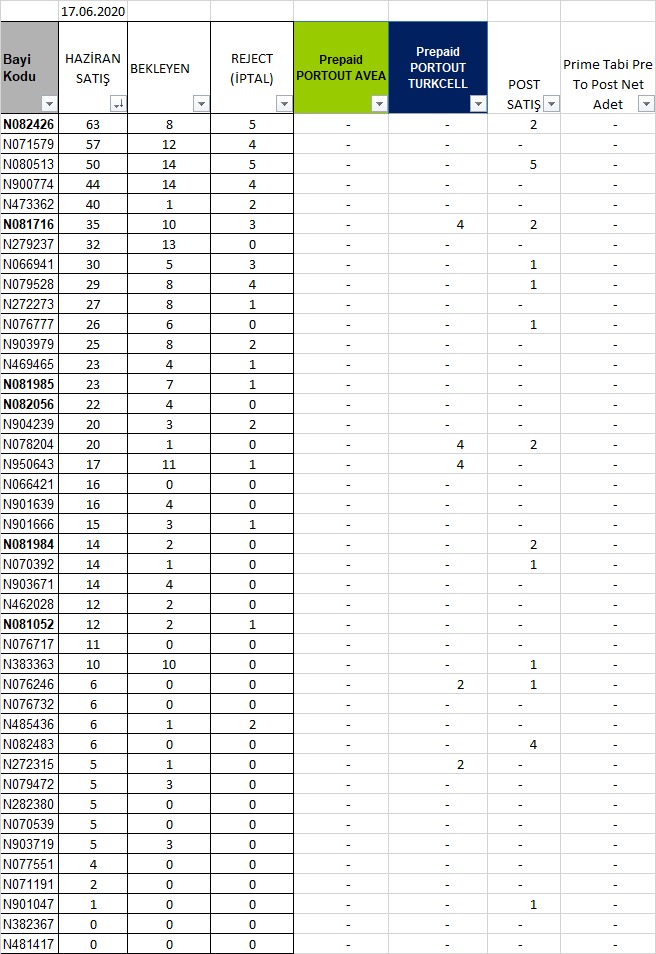 17.06.2020
Bayi Kodu HAZİRAN SATIŞ BEKLEYEN REJECT (İPTAL) Prepaid PORTOUT AVEA Prepaid PORTOUT TURKCELL POST SATIŞ Prime Tabi Pre To Post Net Adet
N082426 63 8 5 - - 2 -
N071579 57 12 4 - - - -
N080513 50 14 5 - - 5 -
N900774 44 14 4 - - - -
N473362 40 1 2 - - - -
N081716 35 10 3 - 4 2 -
N279237 32 13 0 - - - -
N066941 30 5 3 - - 1 -
N079528 29 8 4 - - 1 -
N272273 27 8 1 - - - -
N076777 26 6 0 - - 1 -
N903979 25 8 2 - - - -
N469465 23 4 1 - - - -
N081985 23 7 1 - - - -
N082056 22 4 0 - - - -
N904239 20 3 2 - - - -
N078204 20 1 0 - 4 2 -
N950643 17 11 1 - 4 - -
N066421 16 0 0 - - - -
N901639 16 4 0 - - - -
N901666 15 3 1 - - - -
N081984 14 2 0 - - 2 -
N070392 14 1 0 - - 1 -
N903671 14 4 0 - - - -
N462028 12 2 0 - - - -
N081052 12 2 1 - - - -
N076717 11 0 0 - - - -
N383363 10 10 0 - - 1 -
N076246 6 0 0 - 2 1 -
N076732 6 0 0 - - - -
N485436 6 1 2 - - - -
N082483 6 0 0 - - 4 -
N272315 5 1 0 - 2 - -
N079472 5 3 0 - - - -
N282380 5 0 0 - - - -
N070539 5 0 0 - - - -
N903719 5 3 0 - - - -
N077551 4 0 0 - - - -
N071191 2 0 0 - - - -
N901047 1 0 0 - - 1 -
N382367 0 0 0 - - - -
N481417 0 0 0 - - - -